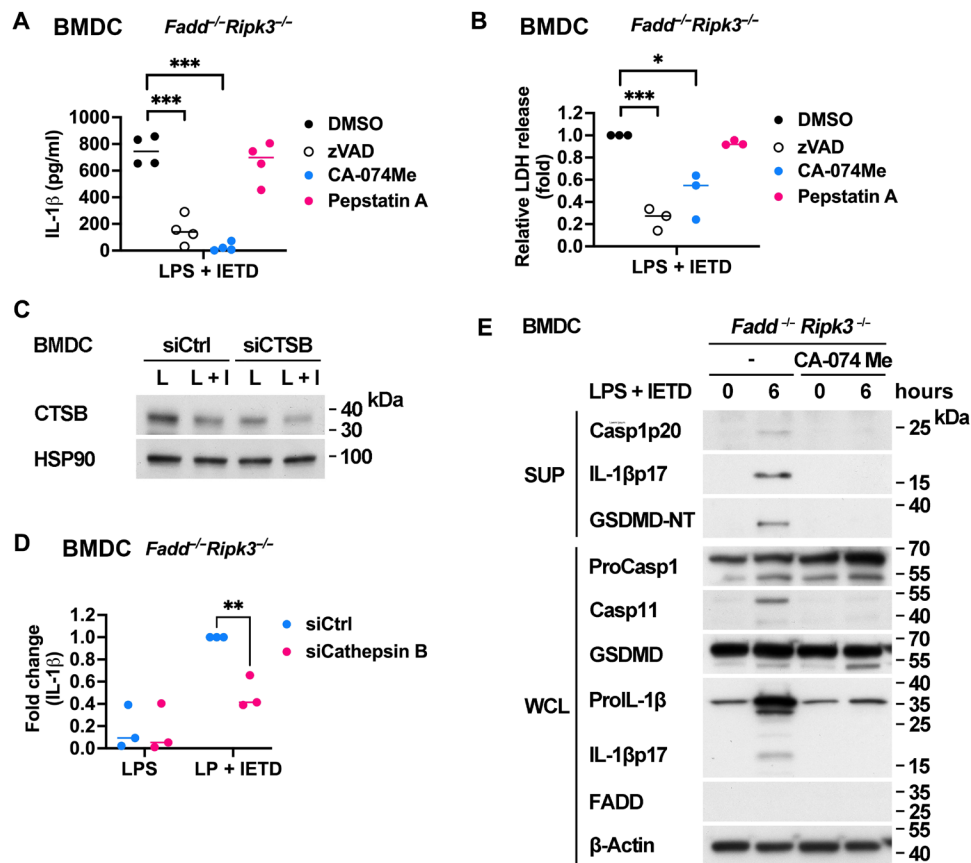 A BMDC Fadd−/−Ripk3−/−
***
***
IL-1β (pg/ml)
1000
800
600
400
200
0
LPS + IETD
DMSO
zVAD
CA-074Me
Pepstatin A
B BMDC Fadd−/−Ripk3−/−
*
***
Relative LDH release
(fold)
1.2
1.0
0.8
0.6
0.4
0.2
0.0
LPS + IETD
DMSO
zVAD
CA-074Me
Pepstatin A
C
BMDC siCtrl siCTSB
L L + I L L + I
kDa
CTSB
40
30
HSP90
100
D BMDC Fadd−/−Ripk3−/−
**
Fold change
(IL-1β)
1.2
1.0
0.8
0.6
0.4
0.2
0.0
LPS LP + IETD
siCtrl
siCathepsin B
E BMDC Fadd −/− Ripk3 −/−
- CA-074 Me
LPS + IETD 0 6 0 6 hours
kDa
SUP
Casp1p20
25
IL-1βp17
15
GSDMD-NT
40
WCL
ProCasp1
70
55
Casp11
55
40
GSDMD
70
55
ProIL-1β
35
25
IL-1βp17
15
FADD
35
25
β-Actin
55
40